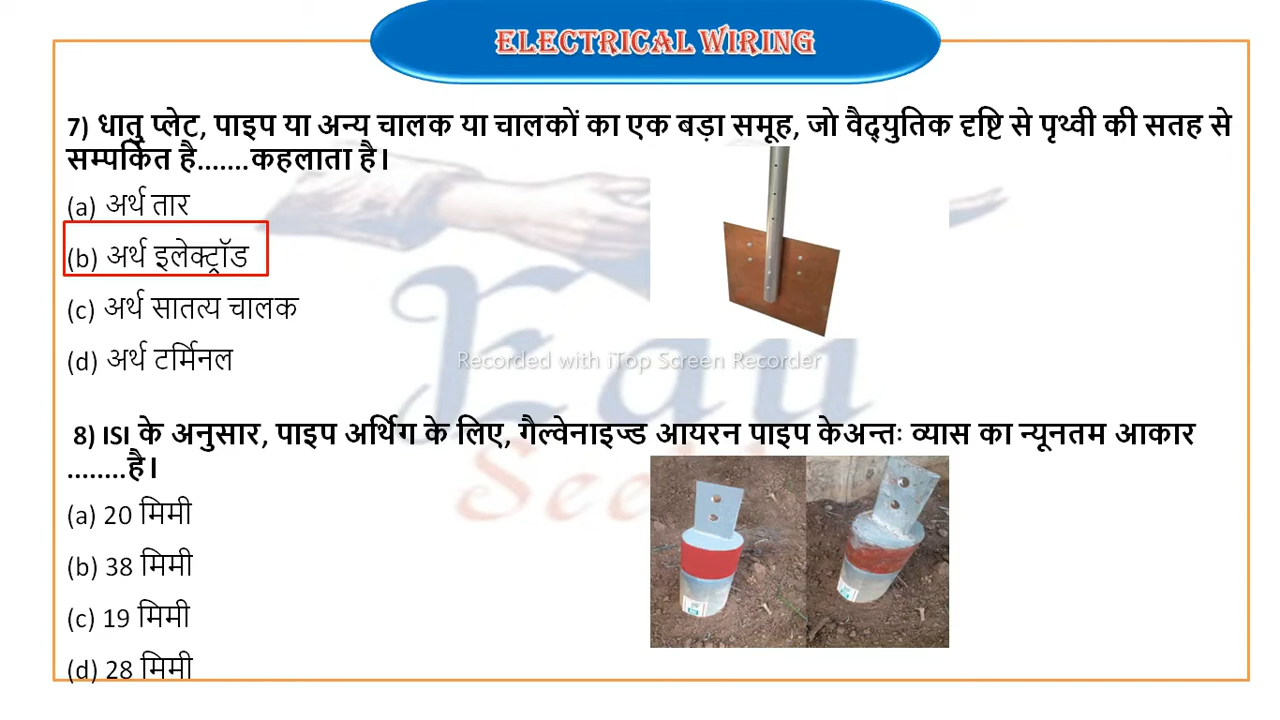 ELECTRICAL WIRING
7) धातु प्लेट, पाइप या अन्य चालक या चालकों का एक बड़ा समूह, जो वैद्युतिक दृष्टि से पृथ्वी की सतह से
सम्पर्कित है.......कहलाता है।
(a) अर्थ तार
(b) अर्थ इलेक्ट्रॉड
(c) अर्थ सातत्य चालक
(d) अर्थ टर्मिनल
Recorded with iTop Screen Recorder
8) ISI के अनुसार, पाइप अर्थिंग के लिए, गैल्वेनाइज्ड आयरन पाइप केअन्तः व्यास का न्यूनतम आकार
........है।
(a) 20 मिमी
(b) 38 मिमी
(c) 19 मिमी
(d) 28 मिमी